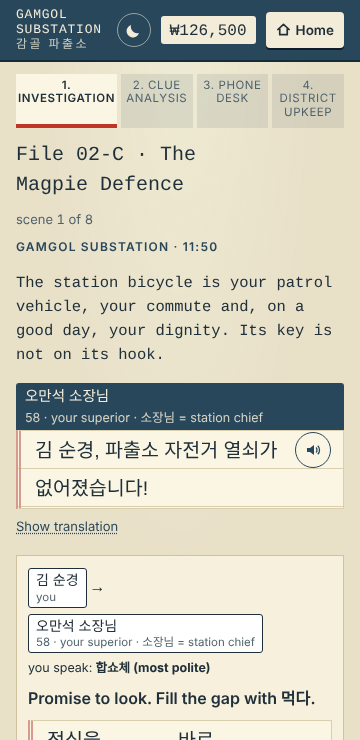 GAMGOL
SUBSTATION
감골 파출소
₩126,500
Home
1.
INVESTIGATION
2. CLUE
ANALYSIS
3. PHONE
DESK
4.
DISTRICT
UPKEEP
File 02-C · The
Magpie Defence
scene 1 of 8
GAMGOL SUBSTATION · 11:50
The station bicycle is your patrol
vehicle, your commute and, on a
good day, your dignity. Its key is
not on its hook.
오만석 소장님
58 · your superior · 소장님 = station chief
김 순경, 파출소 자전거 열쇠가
없어졌습니다!
Show translation
김 순경
you
→
오만석 소장님
58 · your superior · 소장님 = station chief
you speak: 합쇼체 (most polite)
Promise to look. Fill the gap with 먹다.
점심을 바로